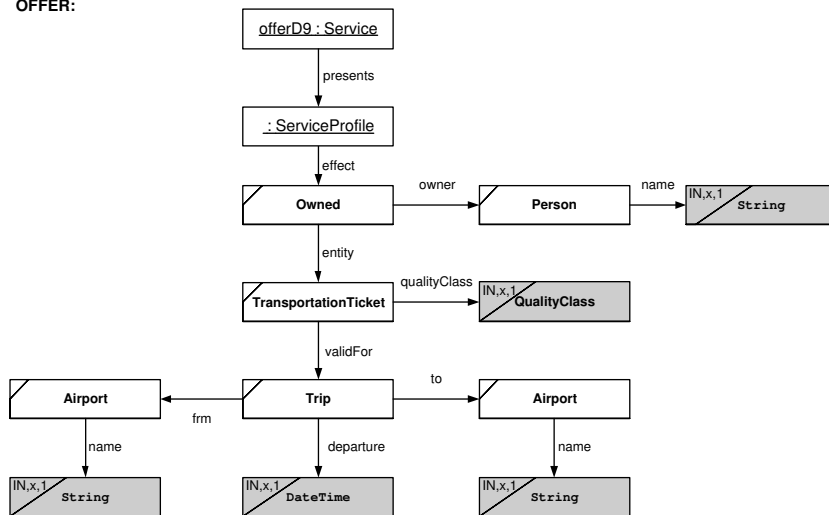 OFFER:
offerD9 : Service
presents
: ServiceProfile
effect
Owned
owner
Person
name
IN,x,1
String
entity
TransportationTicket
qualityClass
IN,x,1
QualityClass
validFor
Airport
frm
Trip
to
Airport
name
departure
name
IN,x,1
String
IN,x,1
DateTime
IN,x,1
String